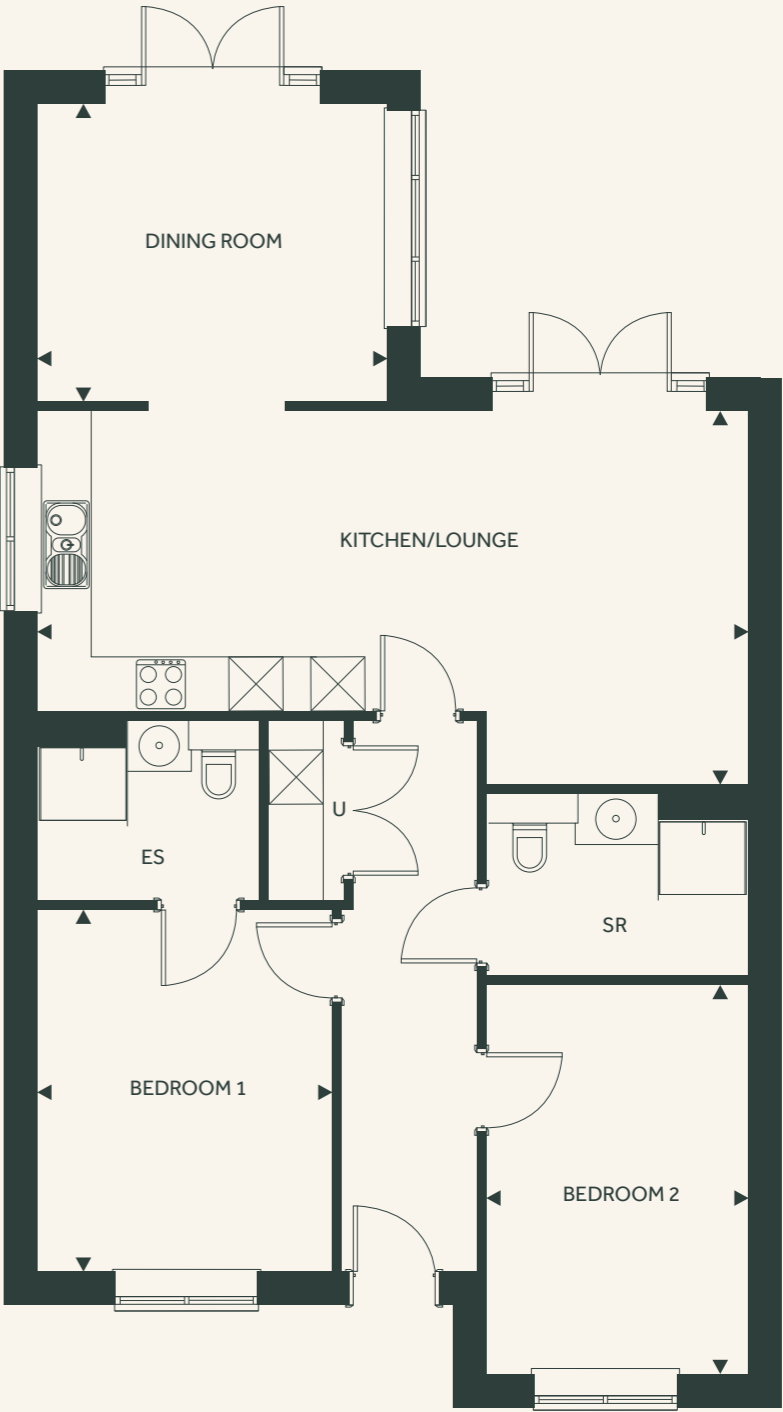 DINING ROOM
KITCHEN/LOUNGE
U
ES
SR
BEDROOM 1
BEDROOM 2